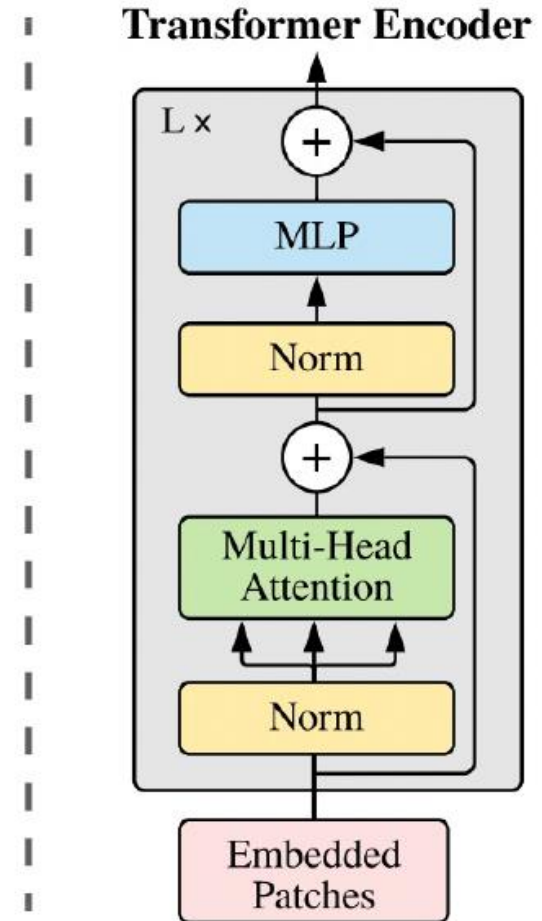 Transformer Encoder
L ×
+
MLP
Norm
+
Multi-Head
Attention
Norm
Embedded
Patches